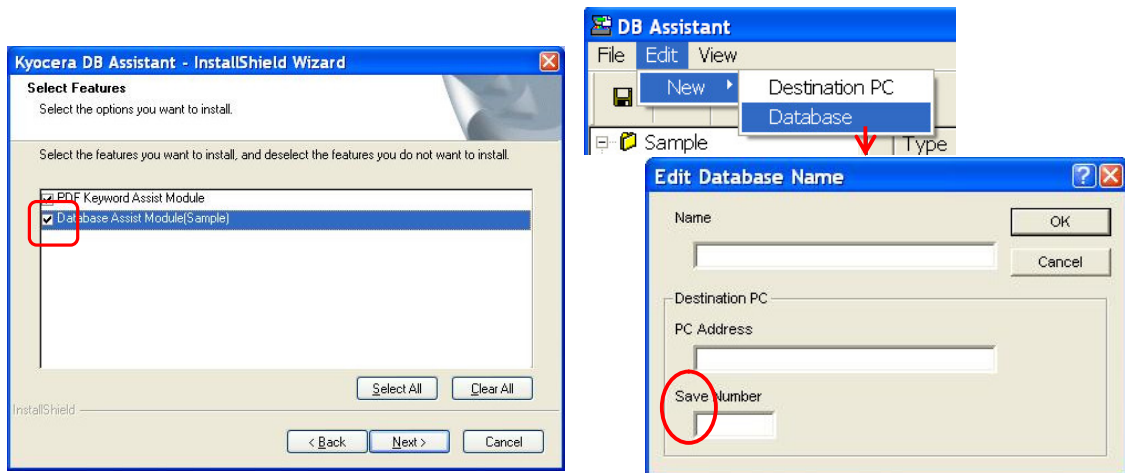 Kyocera DB Assistant - InstallShield Wizard
Select Features
Select the options you want to install.
Select the features you want to install, and deselect the features you do not want to install.
PDF Keyword Assist Module
Database Assist Module(Sample)
Select All
Clear All
InstallShield
< Back
Next >
Cancel
DB Assistant
File Edit View
New
Destination PC
Database
Sample
Type
Edit Database Name
Name
OK
Cancel
Destination PC
PC Address
Save Number